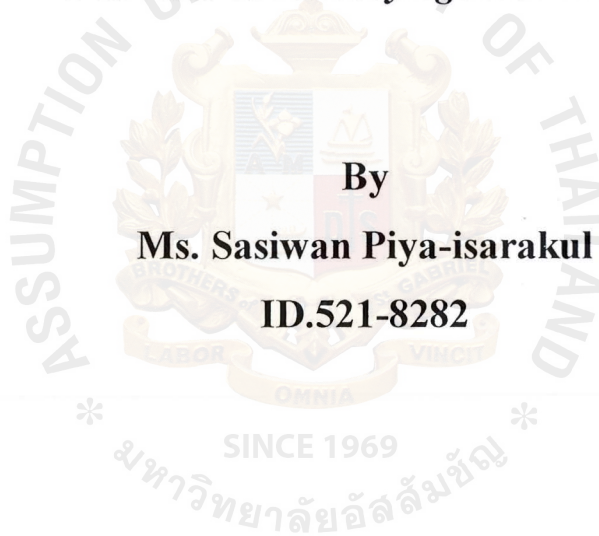 ASSUMPTION
OF
OF THAILAND
A M
D S
By
Ms. Sasiwan Piya-isarakul
ID.521-8282
BROTHERS
GABRIEL
LABOR
VINCIT
OMNIA
* *
SINCE 1969
มหาวิทยาลัยอัสสัมชัญ